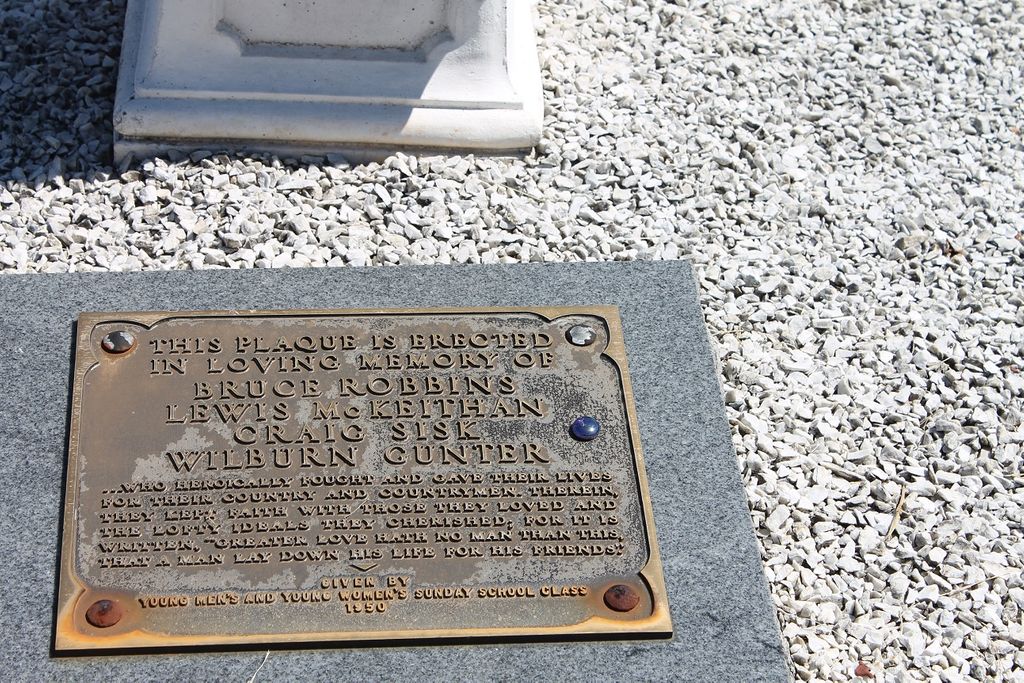 THIS PLAQUE IS ERECTED
IN LOVING MEMORY OF
BRUCE ROBBINS
LEWIS McKEITHAN
CRAIG SISK
WILBURN GUNTER
...WHO HEROICALLY FOUGHT AND GAVE THEIR LIVES
FOR THEIR COUNTRY AND COUNTRYMEN, THEREIN,
THEY KEPT FAITH WITH THOSE THEY LOVED AND
THE LOFTY IDEALS THEY CHERISHED; FOR IT IS
WRITTEN, "GREATER LOVE HATH NO MAN THAN THIS,
THAT A MAN LAY DOWN HIS LIFE FOR HIS FRIENDS."
GIVEN BY
YOUNG MEN'S AND YOUNG WOMEN'S SUNDAY SCHOOL CLASS
1950